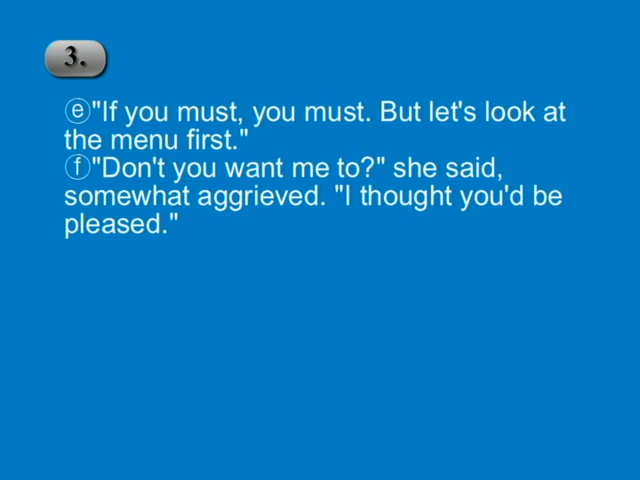 3.
ⓔ"If you must, you must. But let's look at
the menu first."
ⓕ"Don't you want me to?" she said,
somewhat aggrieved. "I thought you'd be
pleased."